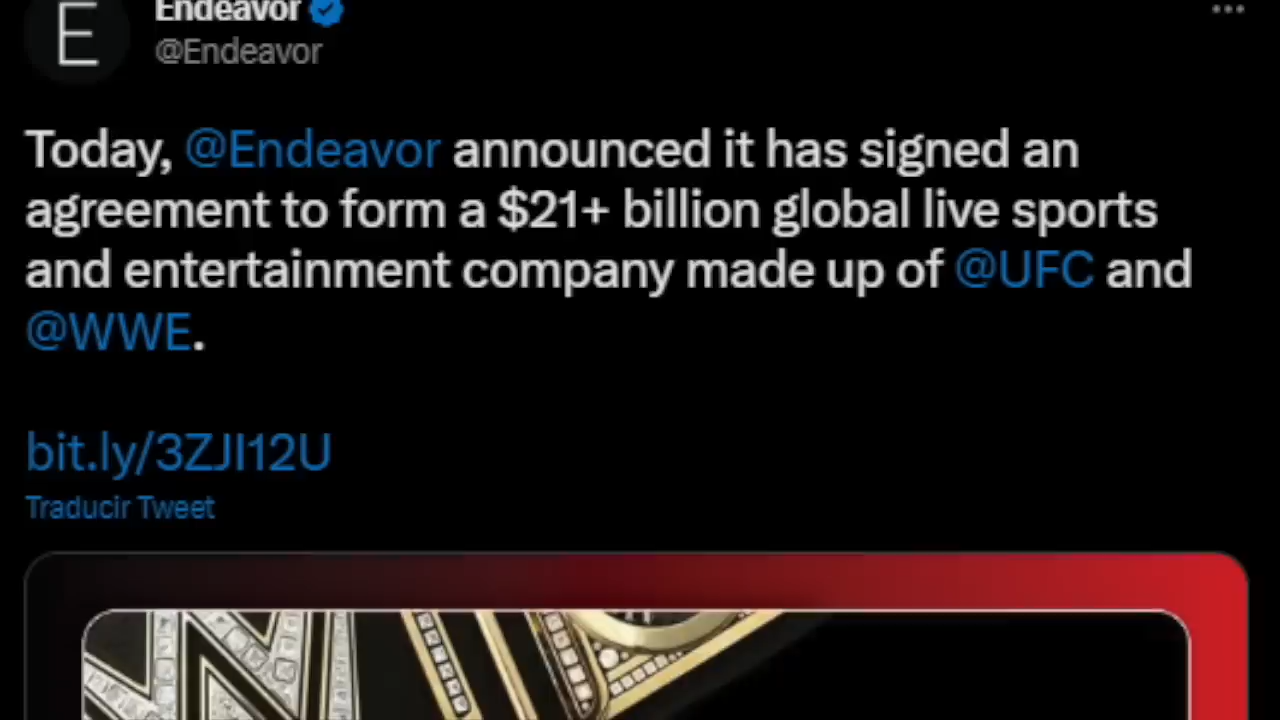 E
Endeavor
@Endeavor
Today, @Endeavor announced it has signed an
agreement to form a $21+ billion global live sports
and entertainment company made up of @UFC and
@WWE.
bit.ly/3ZJI12U
Traducir Tweet